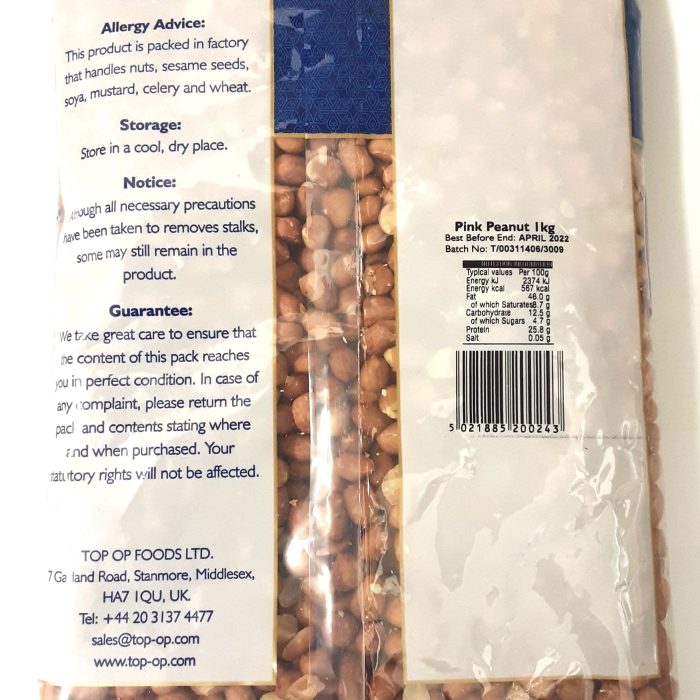 Allergy Advice:
This product is packed in factory
that handles nuts, sesame seeds,
soya, mustard, celery and wheat.
Storage:
Store in a cool, dry place.
Notice:
though all necessary precautions
have been taken to removes stalks,
some may still remain in the
product.
Guarantee:
We take great care to ensure that
the content of this pack reaches
you in perfect condition. In case of
any complaint, please return the
pack and contents stating where
and when purchased. Your
statutory rights will not be affected.
TOP OP FOODS LTD.
7 Garland Road, Stanmore, Middlesex,
HA7 1QU, UK.
Tel: +44 20 3137 4477
sales@top-op.com
www.top-op.com
Pink Peanut 1kg
Best Before End: APRIL 2022
Batch No: T/00311406/3009
NUTRITION INFORMATION
Typical values Per 100g
Energy kJ 2374 kJ
Energy kcal 567 kcal
Fat 46.0 g
of which Saturates8.7 g
Carbohydrate 12.5 g
of which Sugars 4.7 g
Protein 25.8 g
Salt 0.05 g
5 021885 200243